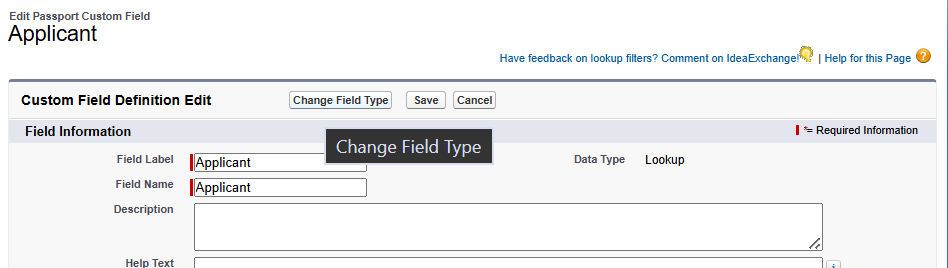 Edit Passport Custom Field
Applicant
Have feedback on lookup filters? Comment on IdeaExchange! | Help for this Page ?
Custom Field Definition Edit Change Field Type Save Cancel
Field Information *= Required Information
Change Field Type
Field Label Applicant Data Type Lookup
Field Name Applicant
Description
Help Text i